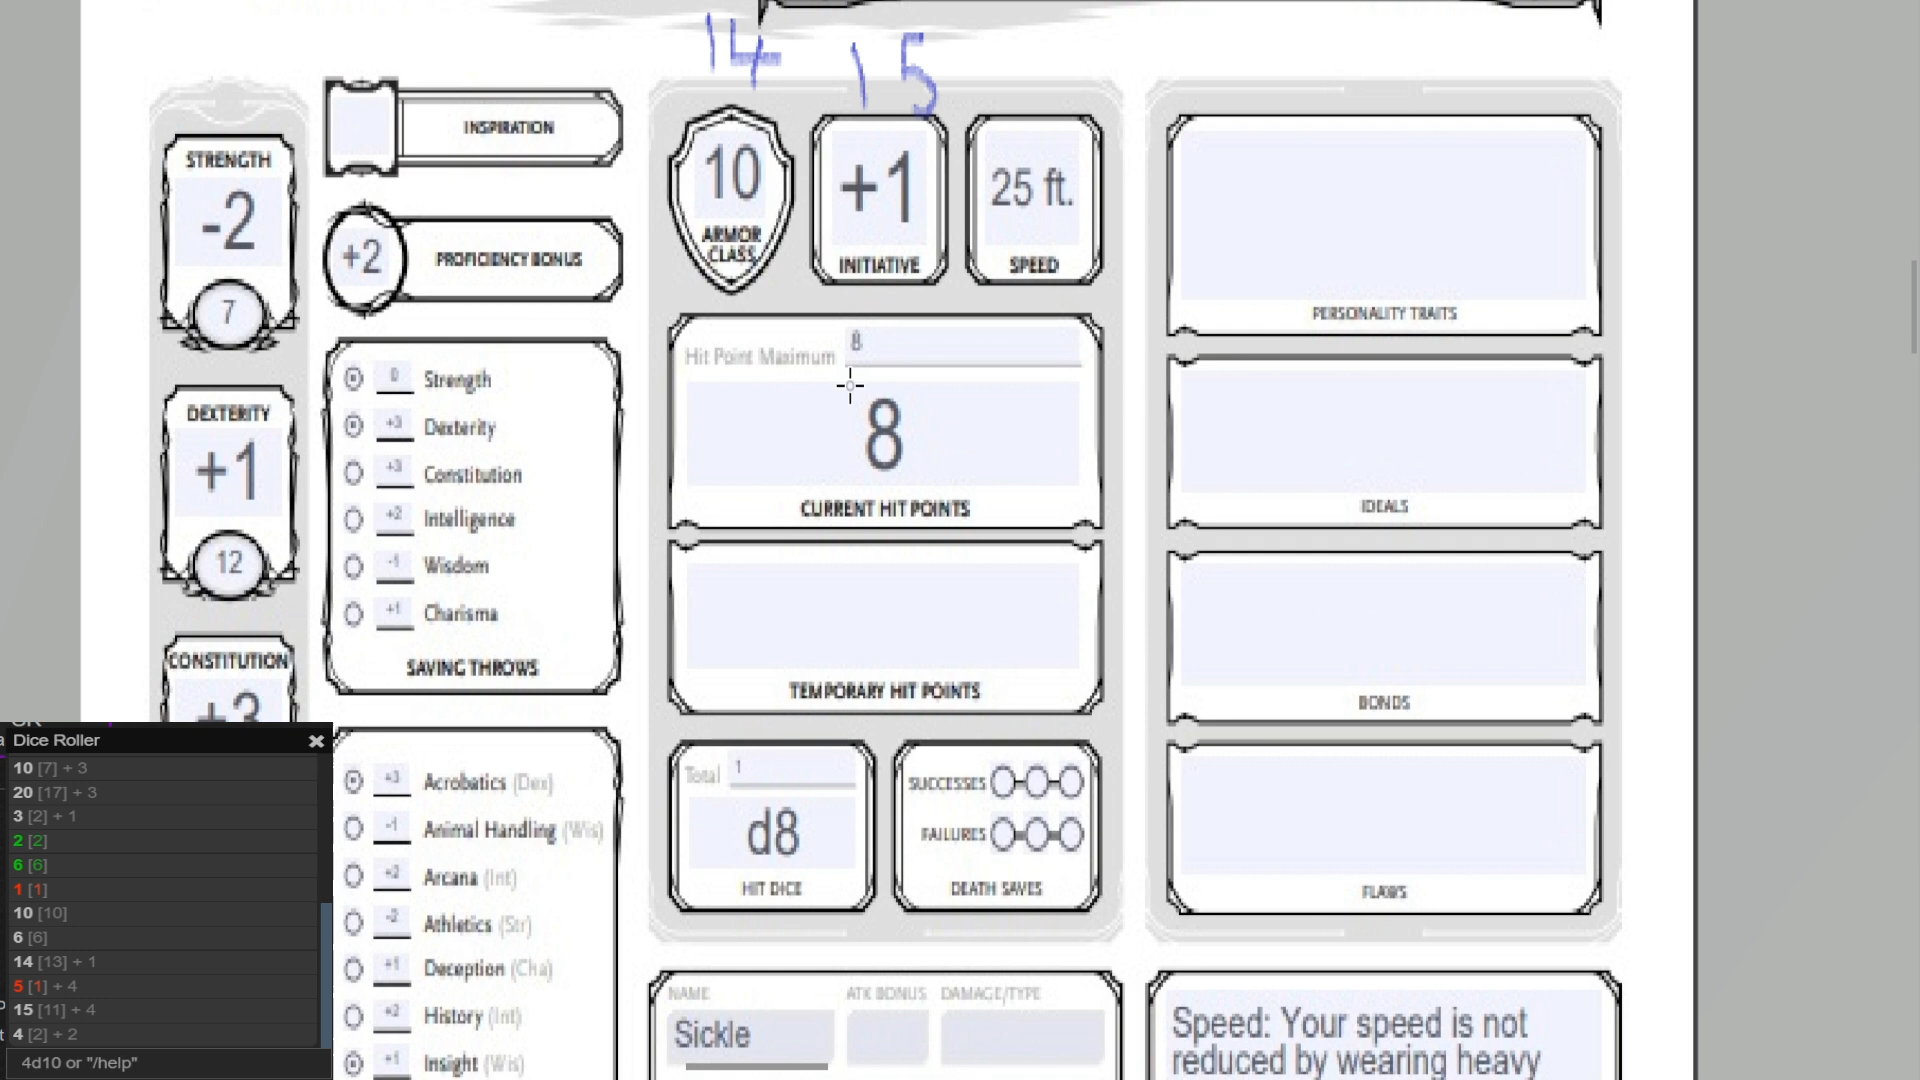 14
15
STRENGTH
-2
7
INSPIRATION
+2
PROFICIENCY BONUS
10
ARMOR
CLASS
+1
INITIATIVE
25 ft.
SPEED
PERSONALITY TRAITS
DEXTERITY
+1
12
0 Strength
+3 Dexterity
+3 Constitution
+2 Intelligence
-1 Wisdom
+1 Charisma
SAVING THROWS
Hit Point Maximum 8
8
CURRENT HIT POINTS
IDEALS
TEMPORARY HIT POINTS
BONDS
CONSTITUTION
+3
Dice Roller
10 [7] + 3
20 [17] + 3
3 [2] + 1
2 [2]
6 [6]
1 [1]
10 [10]
6 [6]
14 [13] + 1
5 [1] + 4
15 [11] + 4
4 [2] + 2
4d10 or "/help"
+3 Acrobatics (Dex)
-1 Animal Handling (Wis)
+2 Arcana (Int)
-2 Athletics (Str)
+1 Deception (Cha)
+2 History (Int)
+1 Insight (Wis)
Total 1
d8
HIT DICE
SUCCESSES
FAILURES
DEATH SAVES
FLAWS
NAME ATK BONUS DAMAGE/TYPE
Sickle
Speed: Your speed is not
reduced by wearing heavy